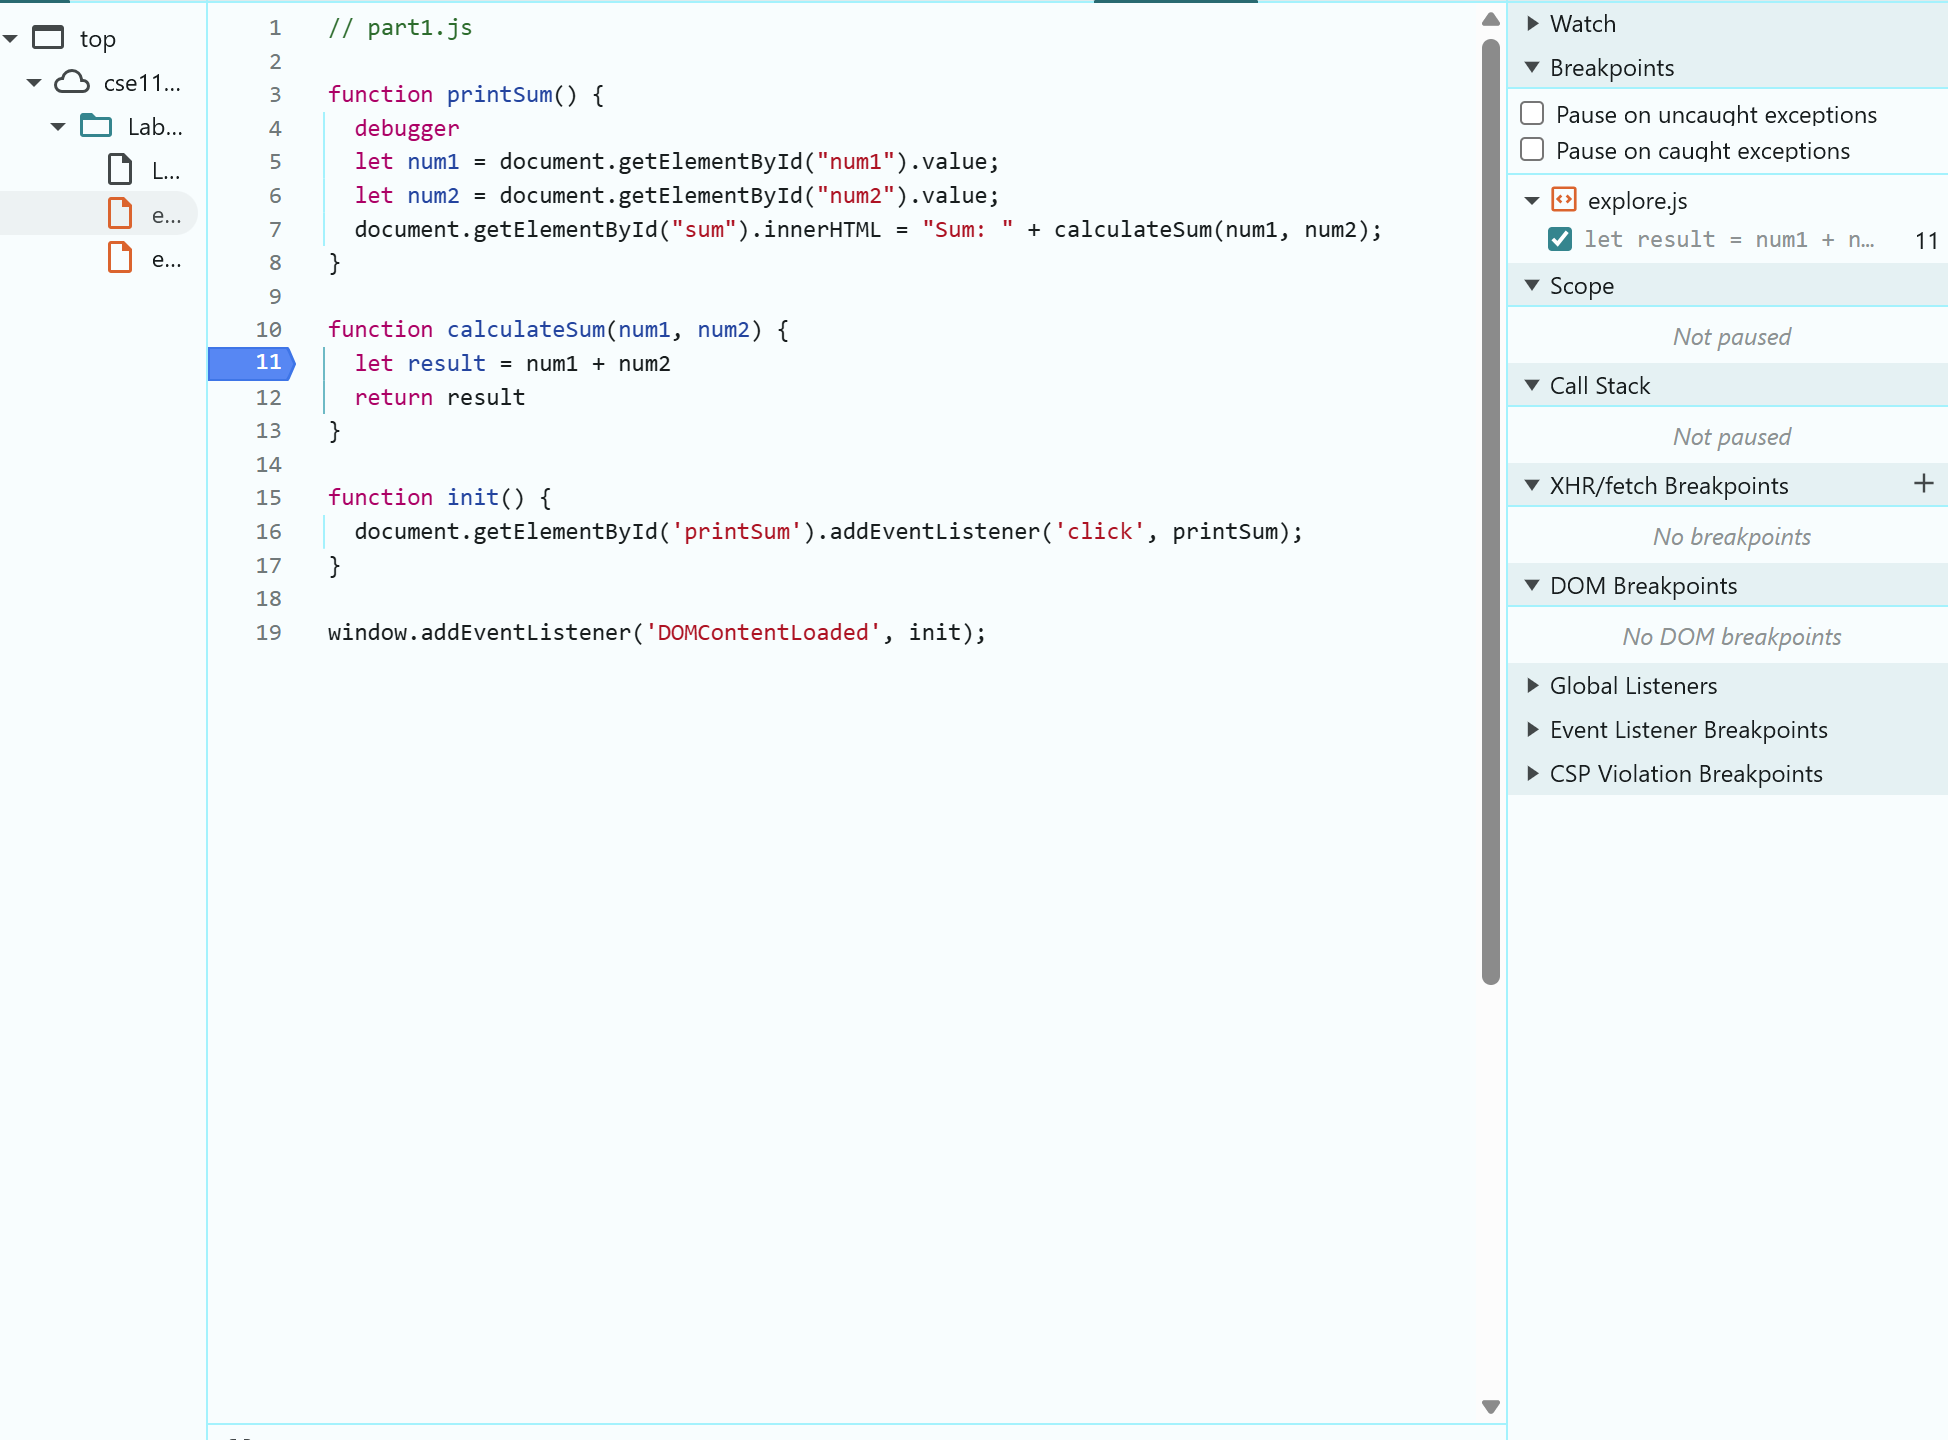 top
cse11...
Lab...
L...
e...
e...
1 // part1.js
2
3 function printSum() {
4 debugger
5 let num1 = document.getElementById("num1").value;
6 let num2 = document.getElementById("num2").value;
7 document.getElementById("sum").innerHTML = "Sum: " + calculateSum(num1, num2);
8 }
9
10 function calculateSum(num1, num2) {
11 let result = num1 + num2
12 return result
13 }
14
15 function init() {
16 document.getElementById('printSum').addEventListener('click', printSum);
17 }
18
19 window.addEventListener('DOMContentLoaded', init);
Watch
Breakpoints
Pause on uncaught exceptions
Pause on caught exceptions
explore.js
let result = num1 + n... 11
Scope
Not paused
Call Stack
Not paused
XHR/fetch Breakpoints +
No breakpoints
DOM Breakpoints
No DOM breakpoints
Global Listeners
Event Listener Breakpoints
CSP Violation Breakpoints